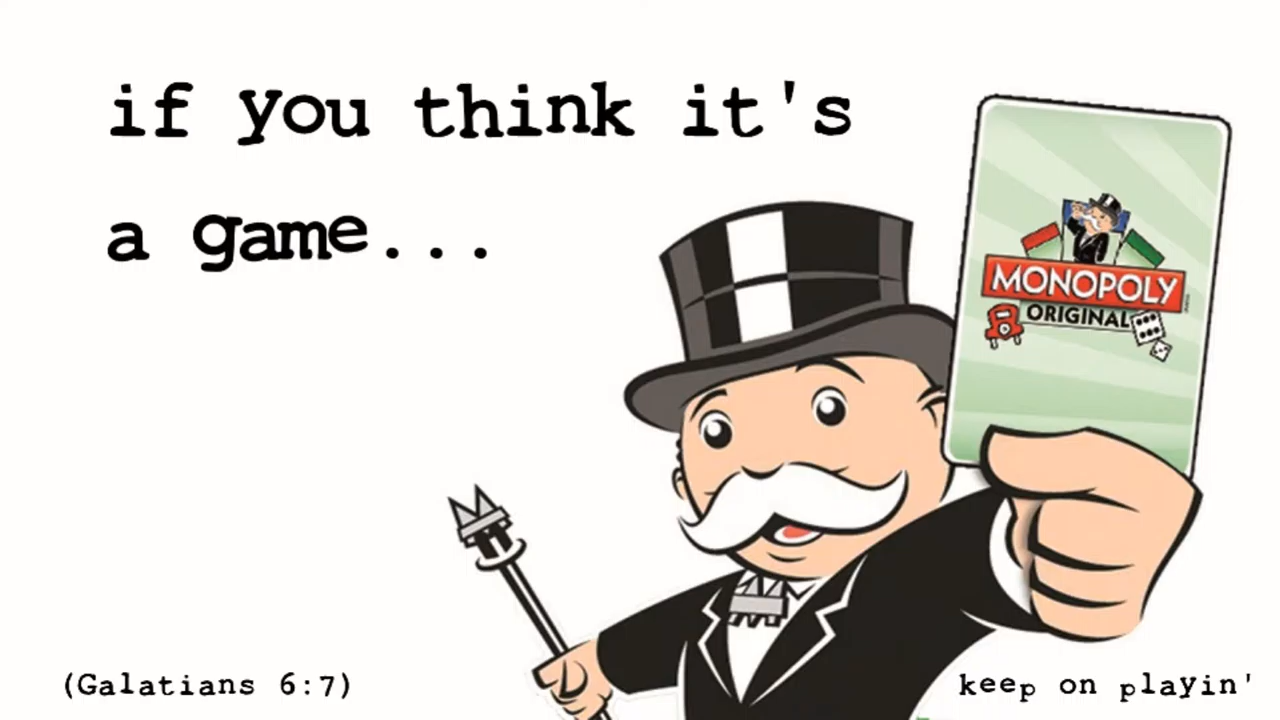 if you think it's
a game...
MONOPOLY
ORIGINAL
(Galatians 6:7)
keep on playin'